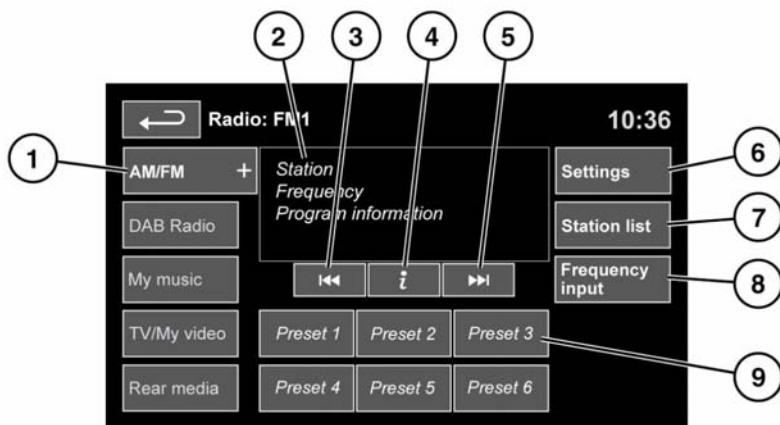 2 3 4 5
Radio: FM1 10:36
1
AM/FM +
Station
Frequency
Program information
Settings
6
DAB Radio
Station list
7
My music
i
Frequency
input
8
TV/My video
Preset 1 Preset 2 Preset 3
9
Rear media
Preset 4 Preset 5 Preset 6